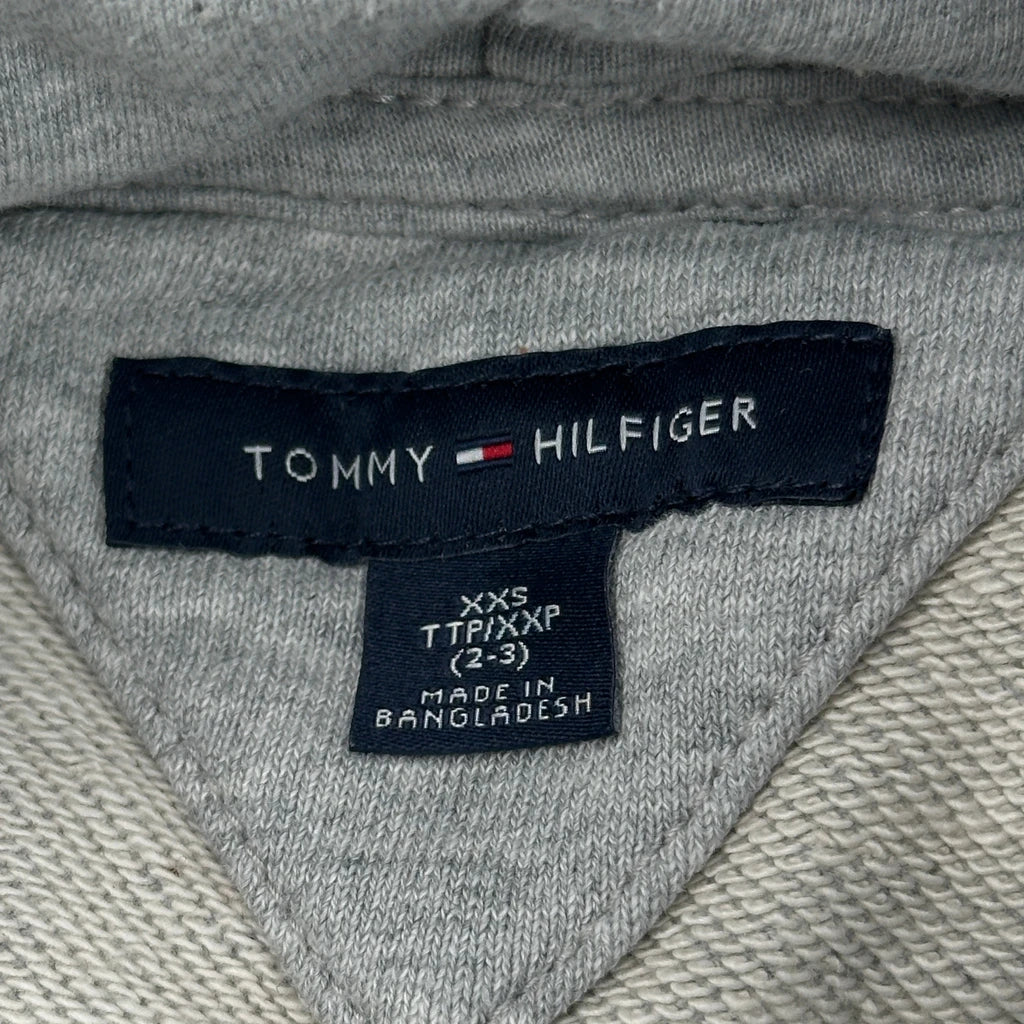 TOMMY HILFIGER
XXS
TTP/XXP
(2-3)
MADE IN
BANGLADESH